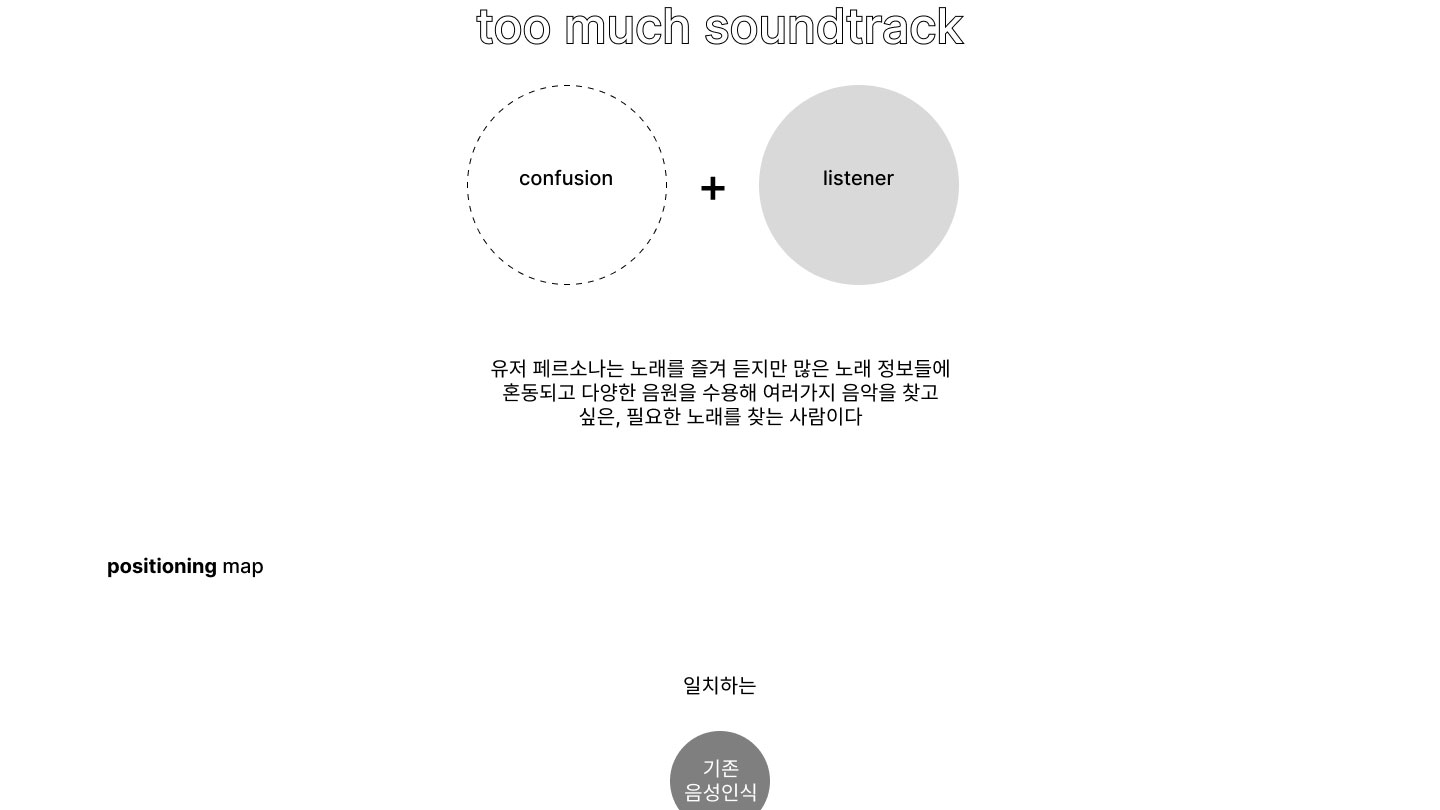 too much soundtrack
confusion
+
listener
유저 페르소나는 노래를 즐겨 듣지만 많은 노래 정보들에
혼동되고 다양한 음원을 수용해 여러가지 음악을 찾고
싶은, 필요한 노래를 찾는 사람이다
positioning map
일치하는
기존
음성인식